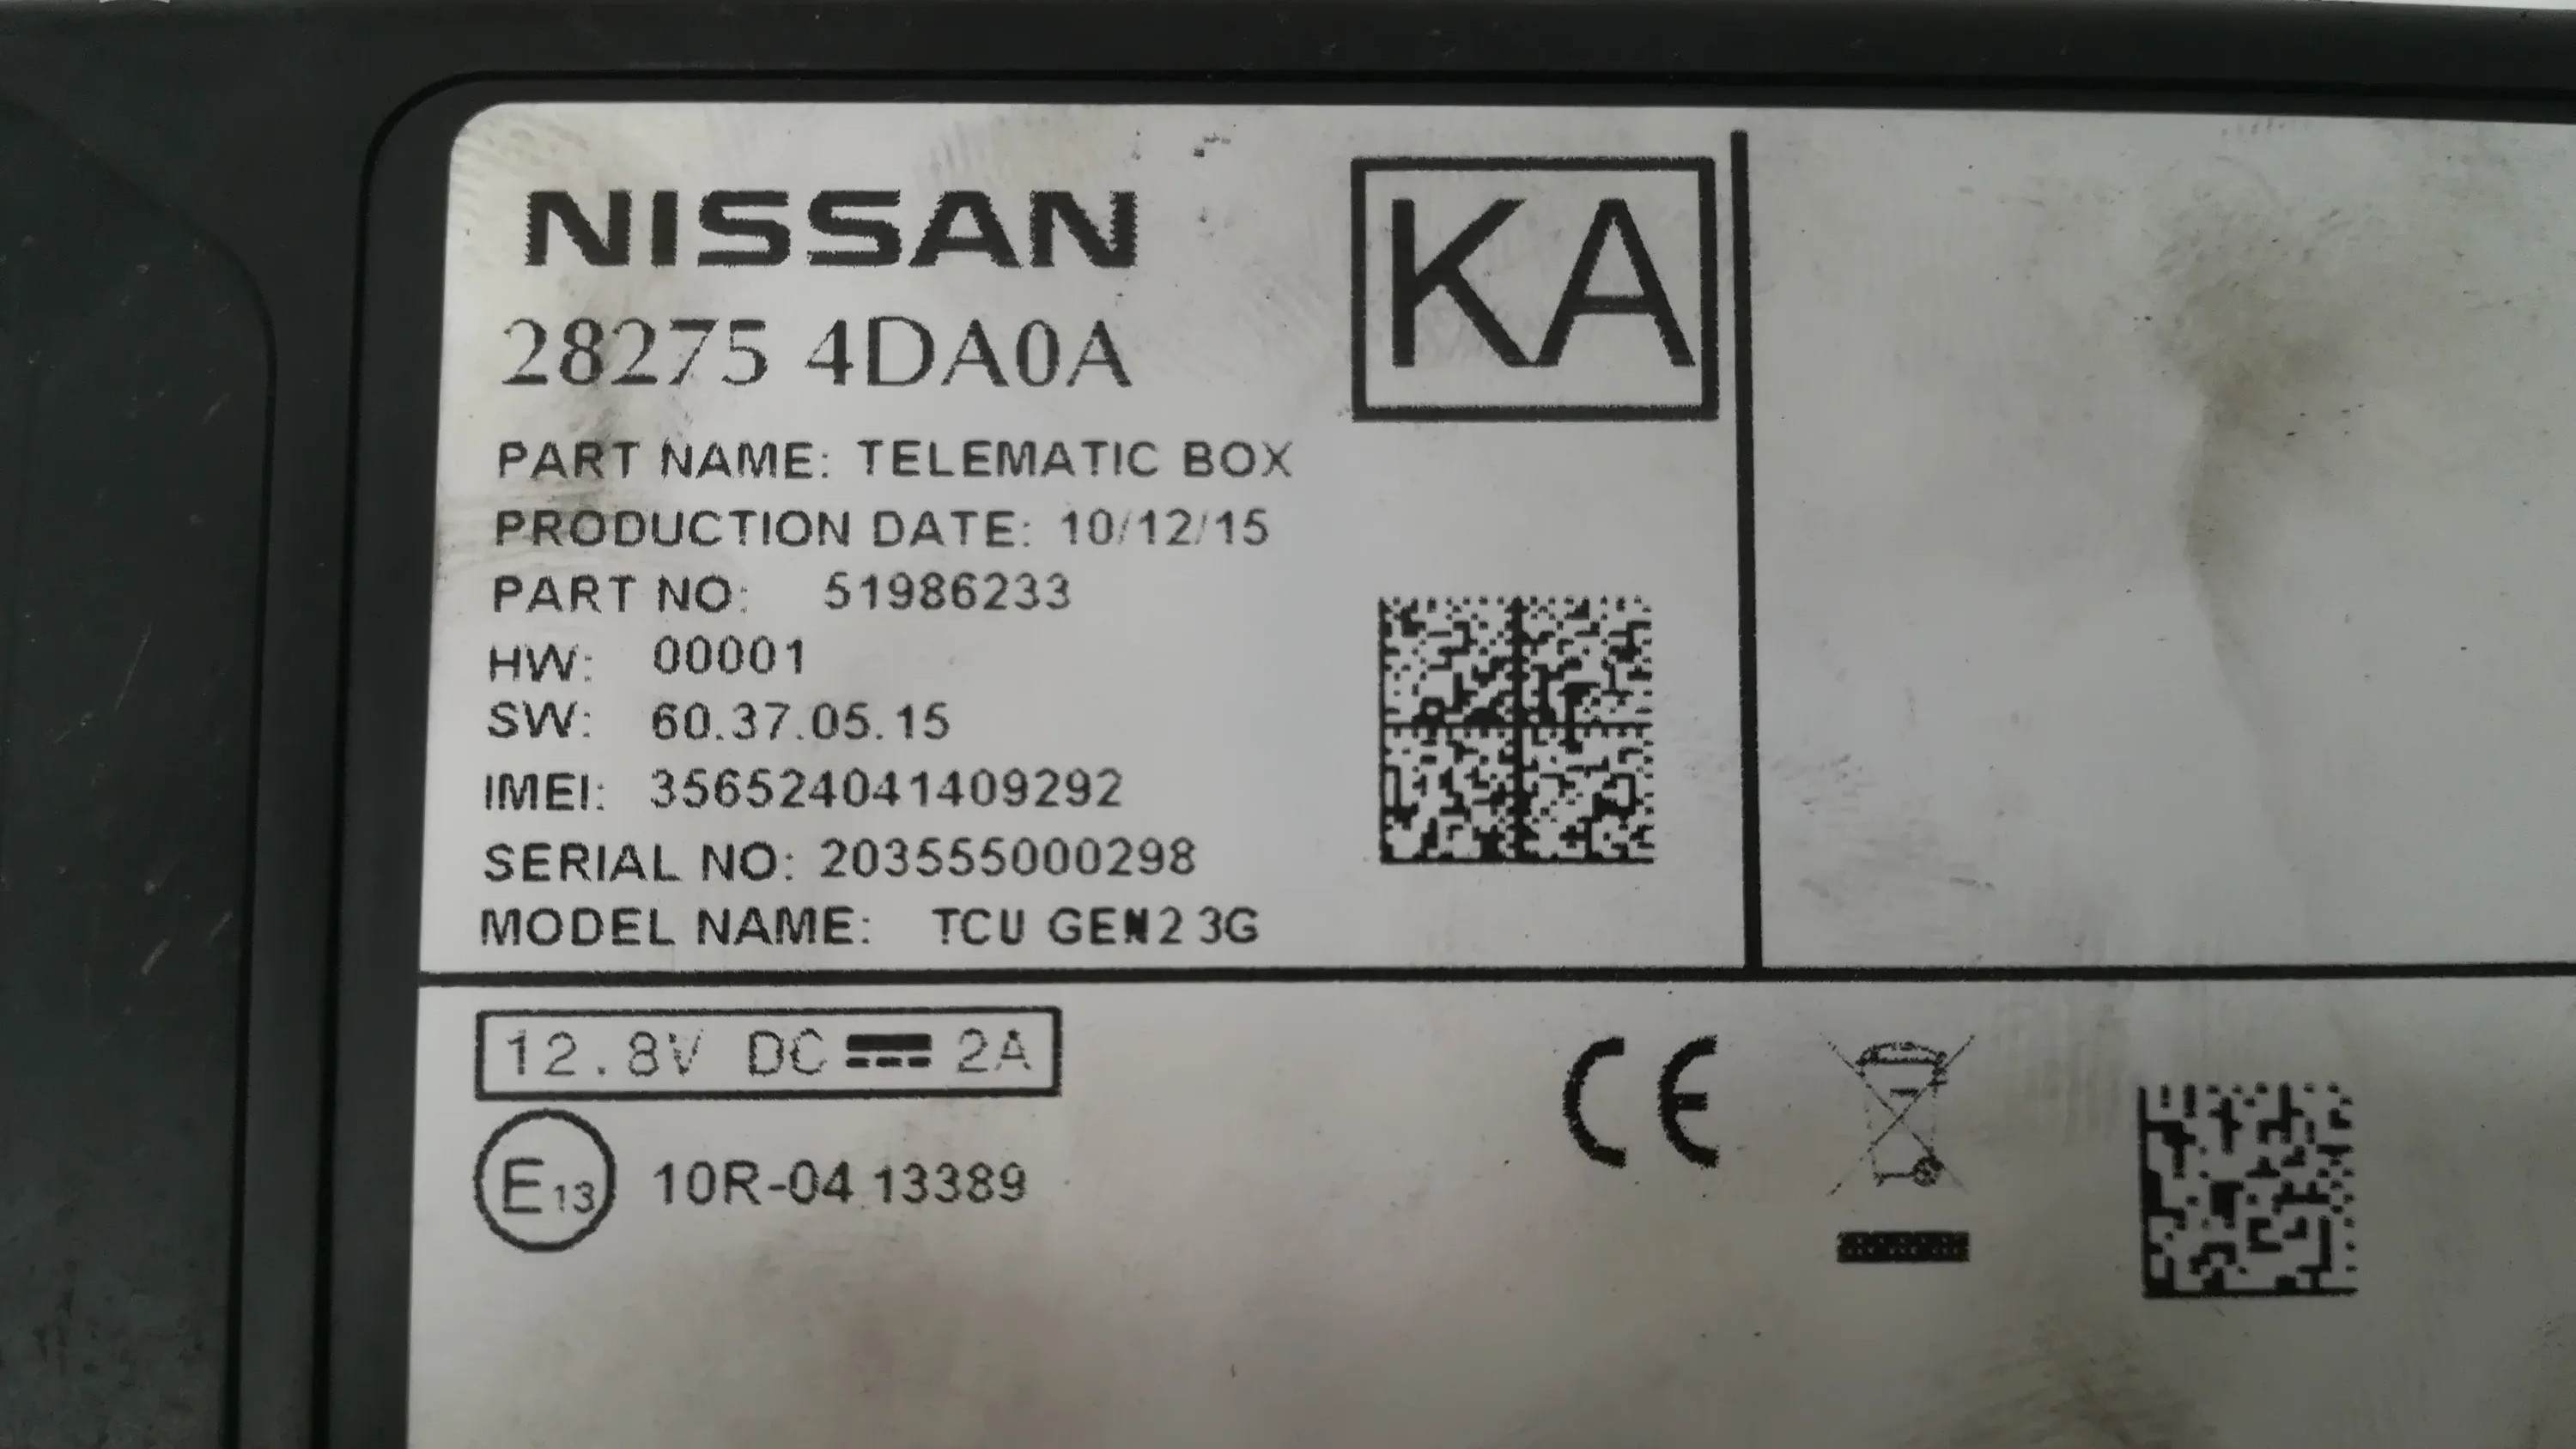 NISSAN
KA
28275 4DA0A
PART NAME: TELEMATIC BOX
PRODUCTION DATE: 10/12/15
PART NO: 51986233
HW: 00001
SW: 60.37.05.15
IMEI: 356524041409292
SERIAL NO: 203555000298
MODEL NAME: TCU GEN2 3G
12.8V DC 2A
CE
E13 10R-04 13389